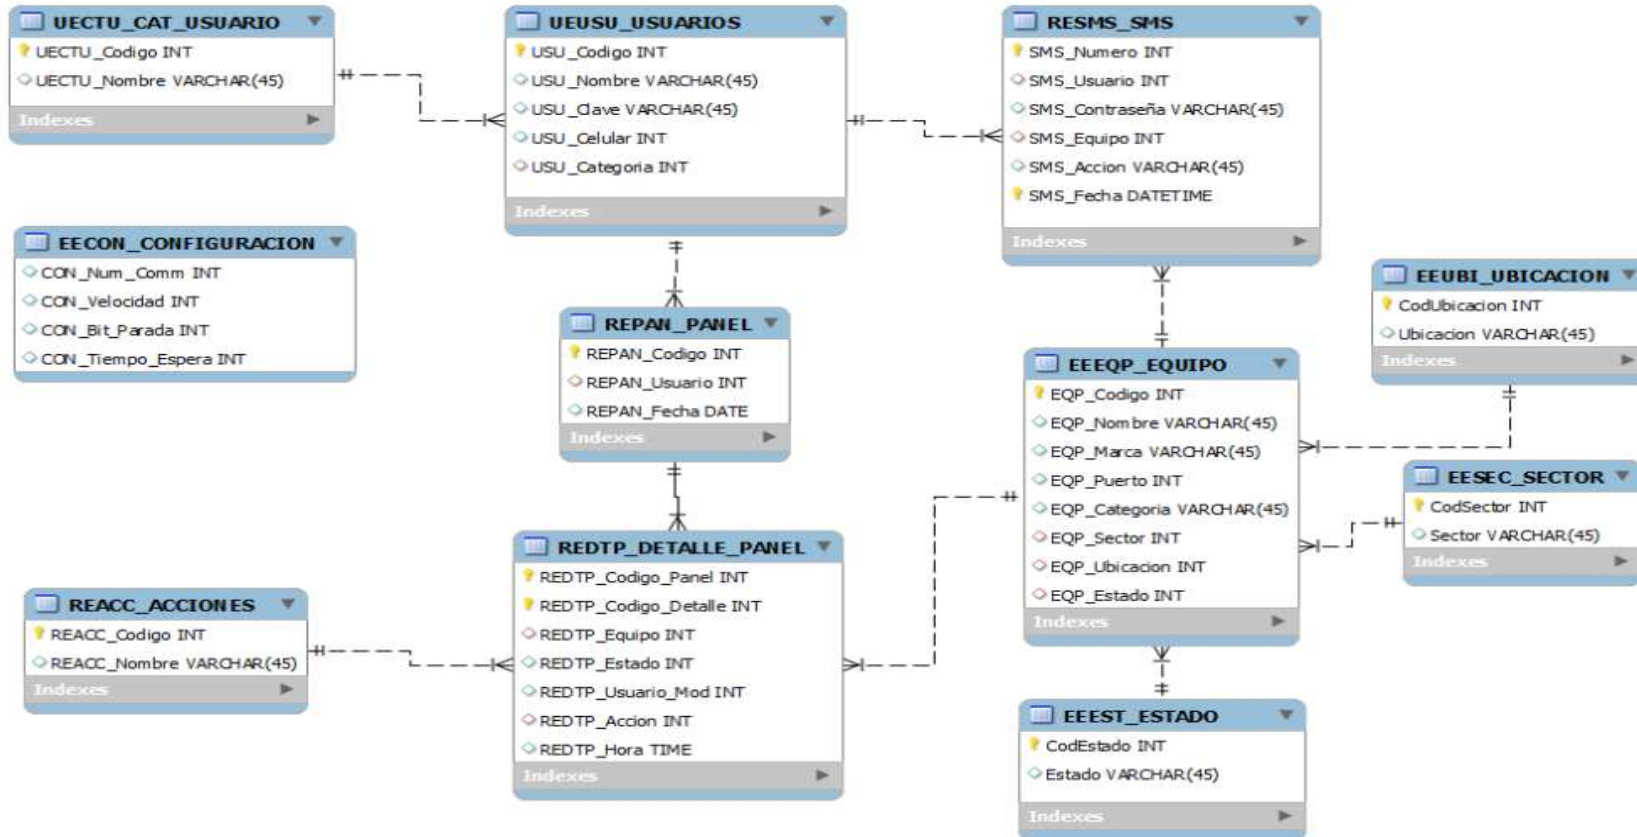 UECTU_CAT_USUARIO
UECTU_Codigo INT
UECTU_Nombre VARCHAR(45)
Indexes
UEUSU_USUARIOS
USU_Codigo INT
USU_Nombre VARCHAR(45)
USU_Clave VARCHAR(45)
USU_Celular INT
USU_Categoria INT
Indexes
RESMS_SMS
SMS_Numero INT
SMS_Usuario INT
SMS_Contraseña VARCHAR(45)
SMS_Equipo INT
SMS_Accion VARCHAR(45)
SMS_Fecha DATETIME
Indexes
EECON_CONFIGURACION
CON_Num_Comm INT
CON_Velocidad INT
CON_Bit_Parada INT
CON_Tiempo_Espera INT
REPAN_PANEL
REPAN_Codigo INT
REPAN_Usuario INT
REPAN_Fecha DATE
Indexes
EEUBI_UBICACION
CodUbicacion INT
Ubicacion VARCHAR(45)
Indexes
EEEQP_EQUIPO
EQP_Codigo INT
EQP_Nombre VARCHAR(45)
EQP_Marca VARCHAR(45)
EQP_Puerto INT
EQP_Categoria VARCHAR(45)
EQP_Sector INT
EQP_Ubicacion INT
EQP_Estado INT
Indexes
EESEC_SECTOR
CodSector INT
Sector VARCHAR(45)
Indexes
REACC_ACCIONES
REACC_Codigo INT
REACC_Nombre VARCHAR(45)
Indexes
REDTP_DETALLE_PANEL
REDTP_Codigo_Panel INT
REDTP_Codigo_Detalle INT
REDTP_Equipo INT
REDTP_Estado INT
REDTP_Usuario_Mod INT
REDTP_Accion INT
REDTP_Hora TIME
Indexes
EEEST_ESTADO
CodEstado INT
Estado VARCHAR(45)
Indexes